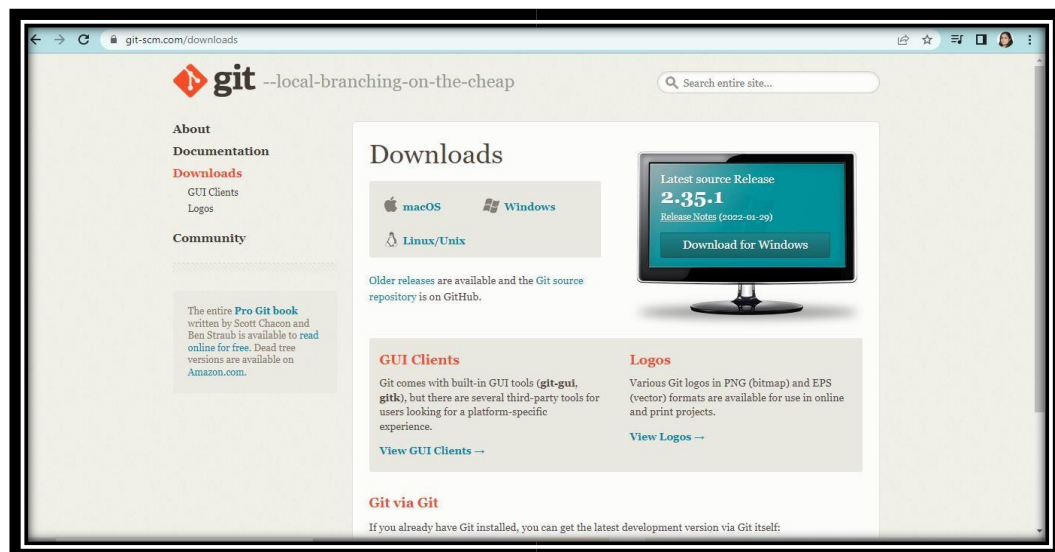 git-scm.com/downloads
git --local-branching-on-the-cheap
Search entire site...
About
Documentation
Downloads
GUI Clients
Logos
Community
The entire Pro Git book
written by Scott Chacon and
Ben Straub is available to read
online for free. Dead tree
versions are available on
Amazon.com.
Downloads
macOS
Windows
Linux/Unix
Older releases are available and the Git source
repository is on GitHub.
Latest source Release
2.35.1
Release Notes (2022-01-29)
Download for Windows
GUI Clients
Git comes with built-in GUI tools (git-gui,
gitk), but there are several third-party tools for
users looking for a platform-specific
experience.
View GUI Clients →
Logos
Various Git logos in PNG (bitmap) and EPS
(vector) formats are available for use in online
and print projects.
View Logos →
Git via Git
If you already have Git installed, you can get the latest development version via Git itself: